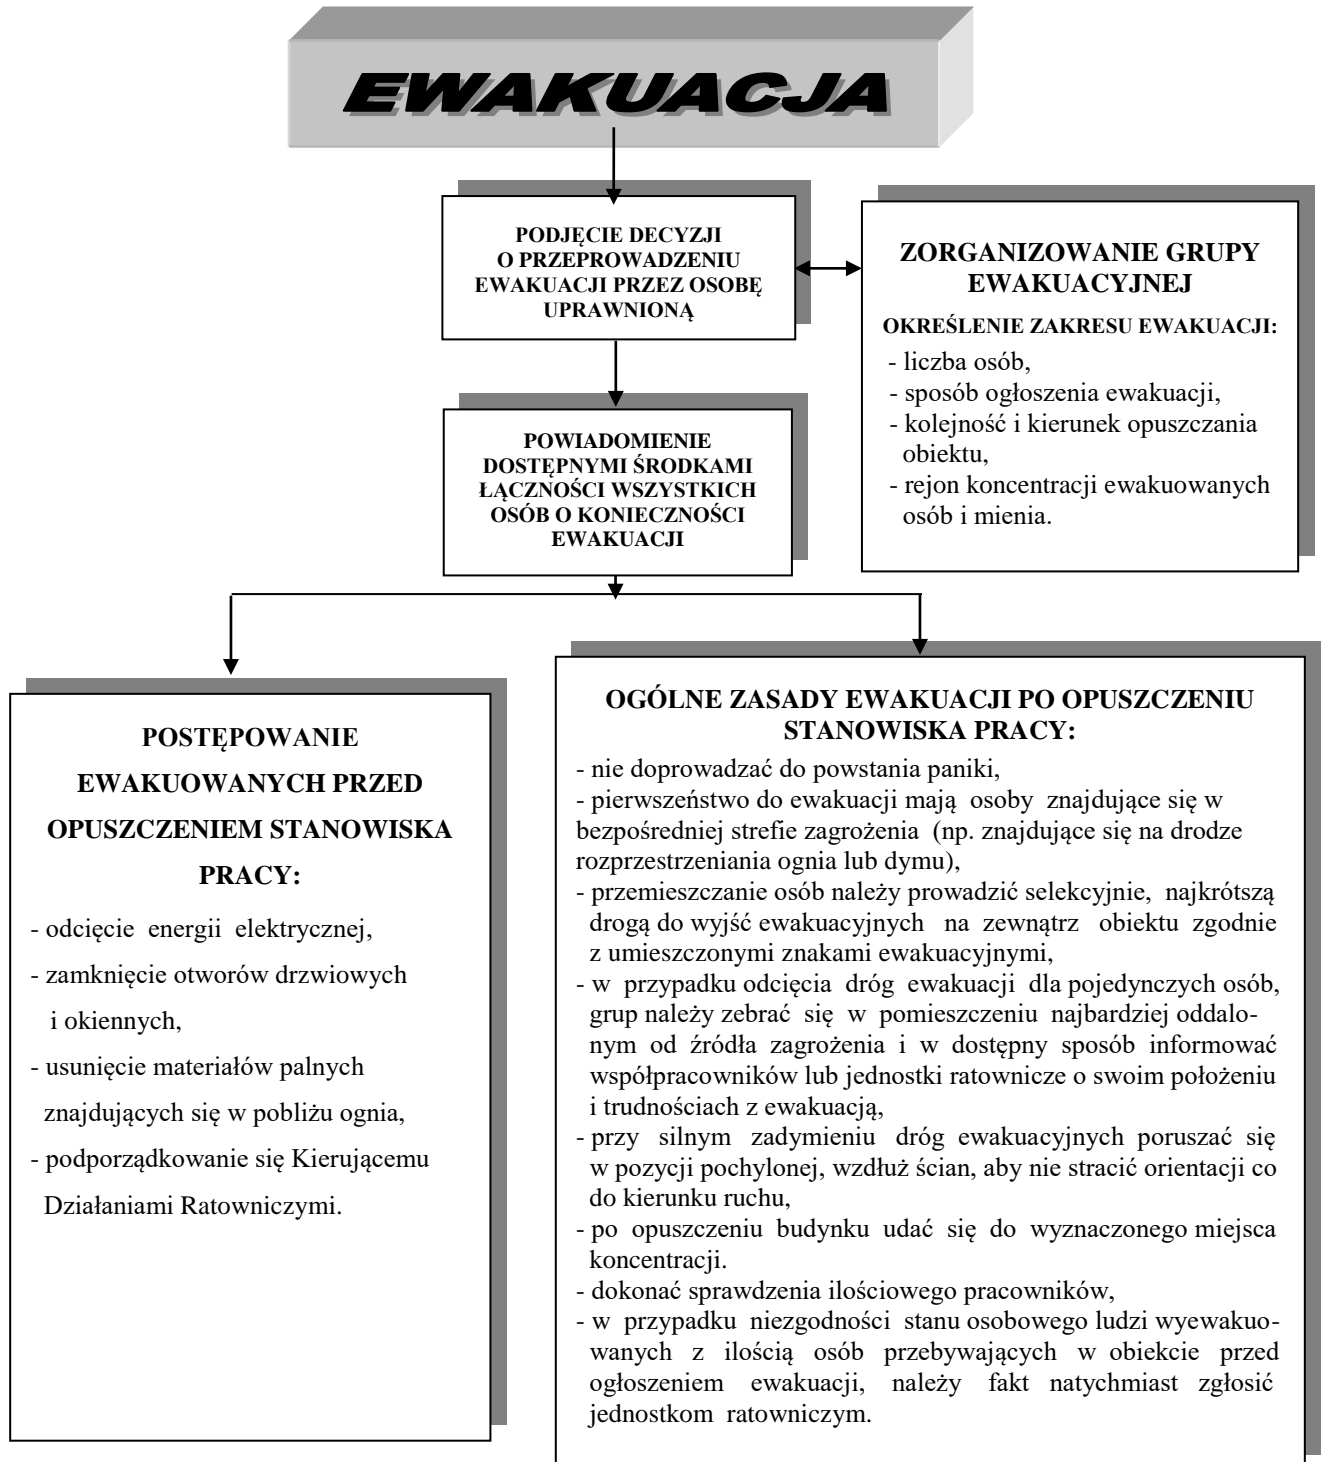 EWAKUACJA
PODJĘCIE DECYZJI
O PRZEPROWADZENIU
EWAKUACJI PRZEZ OSOBĘ
UPRAWNIONĄ
ZORGANIZOWANIE GRUPY
EWAKUACYJNEJ
OKREŚLENIE ZAKRESU EWAKUACJI:
- liczba osób,
- sposób ogłoszenia ewakuacji,
- kolejność i kierunek opuszczania
obiektu,
- rejon koncentracji ewakuowanych
osób i mienia.
POWIADOMIENIE
DOSTĘPNYMI ŚRODKAMI
ŁĄCZNOŚCI WSZYSTKICH
OSÓB O KONIECZNOŚCI
EWAKUACJI
POSTĘPOWANIE
EWAKUOWANYCH PRZED
OPUSZCZENIEM STANOWISKA
PRACY:
- odcięcie energii elektrycznej,
- zamknięcie otworów drzwiowych
i okiennych,
- usunięcie materiałów palnych
znajdujących się w pobliżu ognia,
- podporządkowanie się Kierującemu
Działaniami Ratowniczymi.
OGÓLNE ZASADY EWAKUACJI PO OPUSZCZENIU
STANOWISKA PRACY:
- nie doprowadzać do powstania paniki,
- pierwszeństwo do ewakuacji mają osoby znajdujące się w
bezpośredniej strefie zagrożenia (np. znajdujące się na drodze
rozprzestrzeniania ognia lub dymu),
- przemieszczanie osób należy prowadzić selekcyjnie, najkrótszą
drogą do wyjść ewakuacyjnych na zewnątrz obiektu zgodnie
z umieszczonymi znakami ewakuacyjnymi,
- w przypadku odcięcia dróg ewakuacji dla pojedynczych osób,
grup należy zebrać się w pomieszczeniu najbardziej oddalo-
nym od źródła zagrożenia i w dostępny sposób informować
współpracowników lub jednostki ratownicze o swoim położeniu
i trudnościach z ewakuacją,
- przy silnym zadymieniu dróg ewakuacyjnych poruszać się
w pozycji pochylonej, wzdłuż ścian, aby nie stracić orientacji co
do kierunku ruchu,
- po opuszczeniu budynku udać się do wyznaczonego miejsca
koncentracji.
- dokonać sprawdzenia ilościowego pracowników,
- w przypadku niezgodności stanu osobowego ludzi wyewakuo-
wanych z ilością osób przebywających w obiekcie przed
ogłoszeniem ewakuacji, należy fakt natychmiast zgłosić
jednostkom ratowniczym.